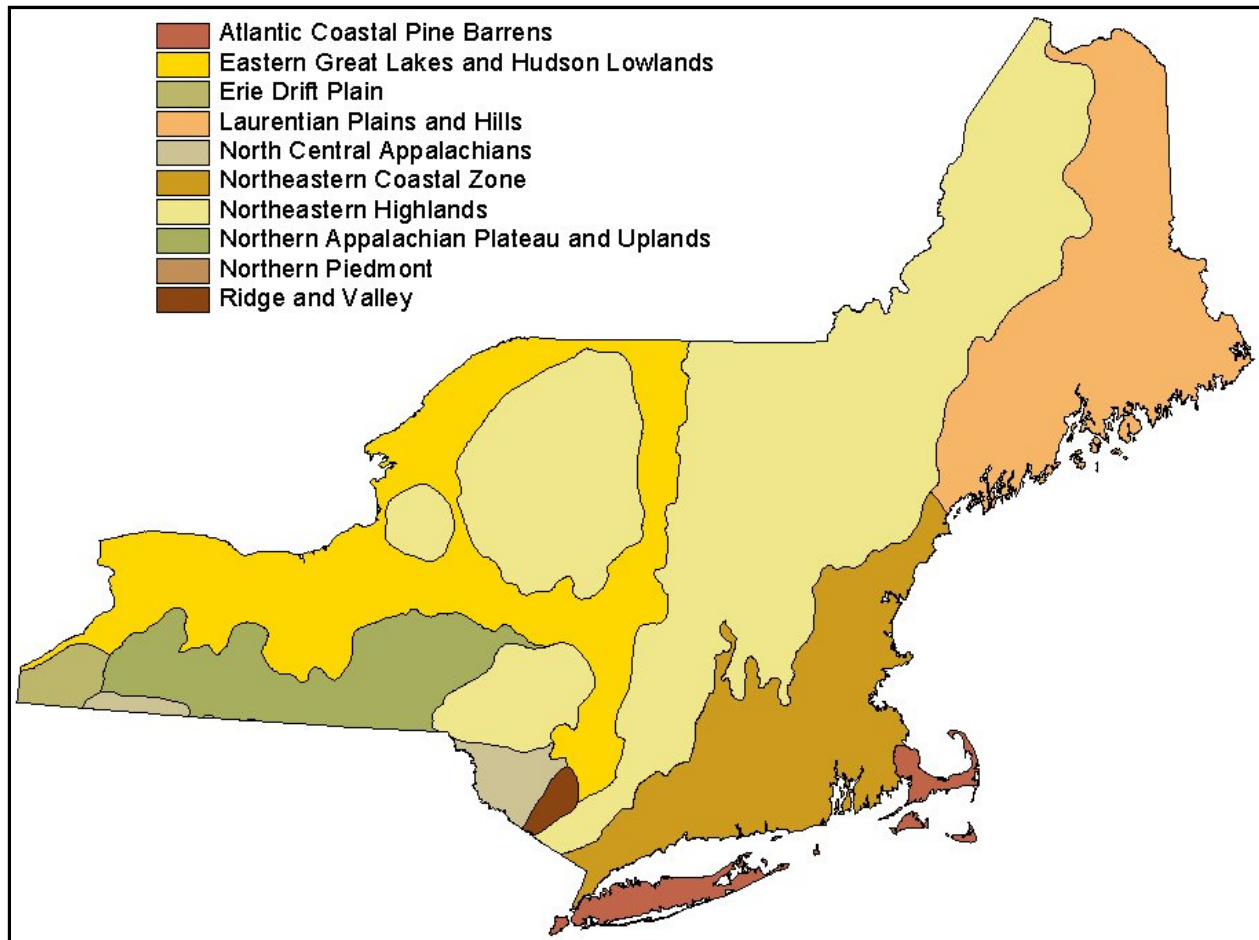 Atlantic Coastal Pine Barrens
Eastern Great Lakes and Hudson Lowlands
Erie Drift Plain
Laurentian Plains and Hills
North Central Appalachians
Northeastern Coastal Zone
Northeastern Highlands
Northern Appalachian Plateau and Uplands
Northern Piedmont
Ridge and Valley